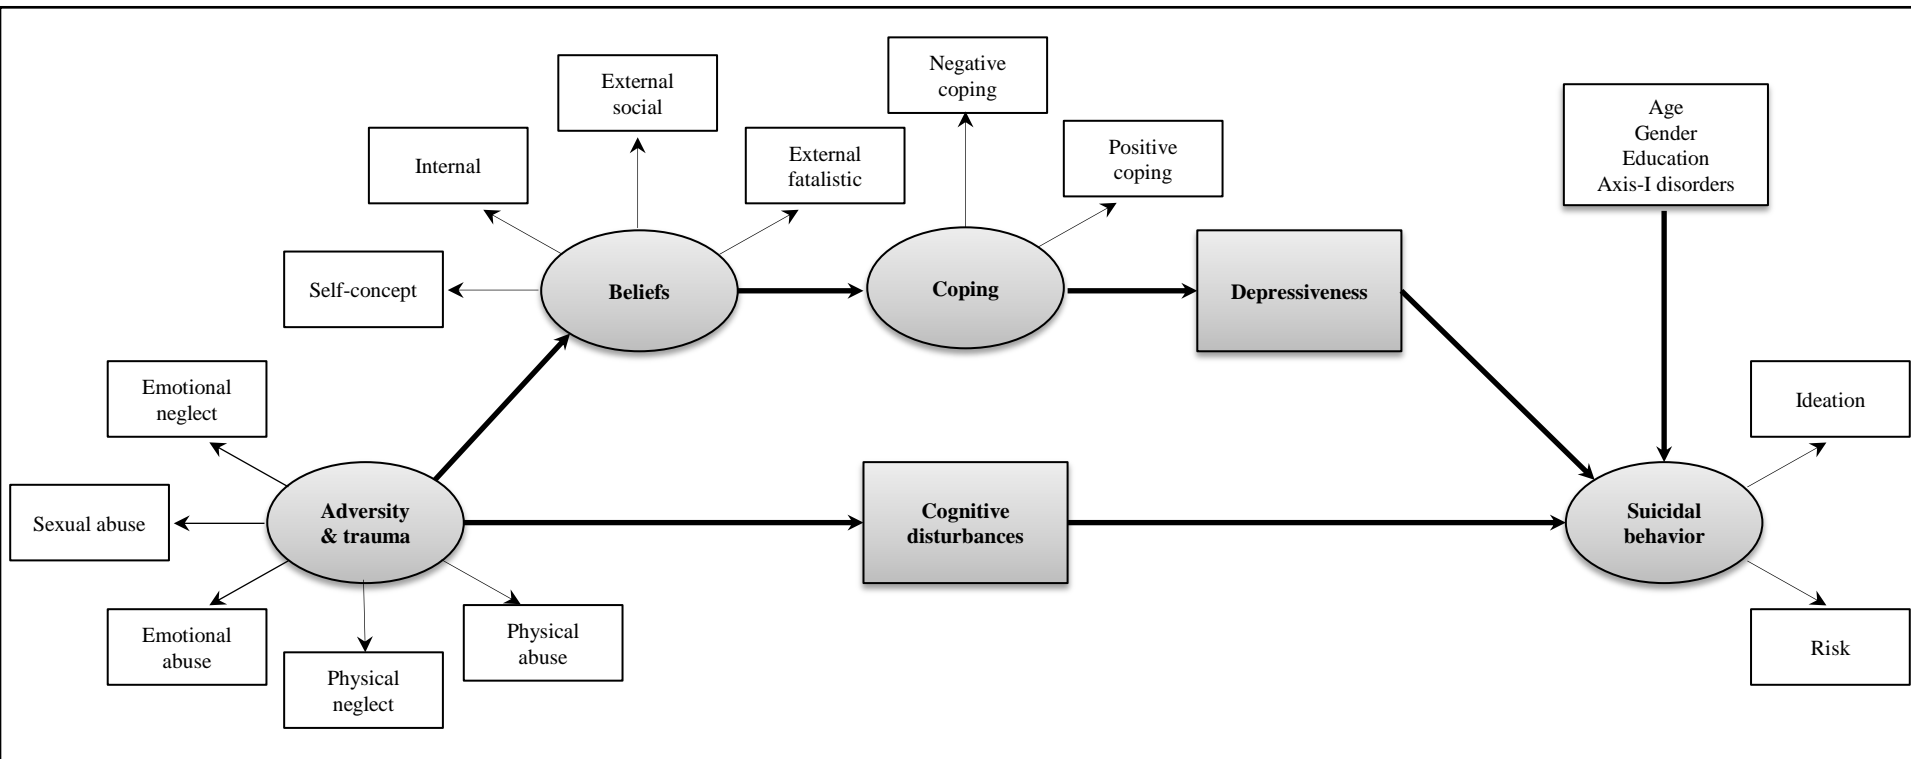 Negative
coping
External
social
Age
Gender
Education
Axis-I disorders
Internal
External
fatalistic
Positive
coping
Self-concept
Beliefs
Coping
Depressiveness
Emotional
neglect
Ideation
Sexual abuse
Adversity
& trauma
Cognitive
disturbances
Suicidal
behavior
Emotional
abuse
Physical
neglect
Physical
abuse
Risk